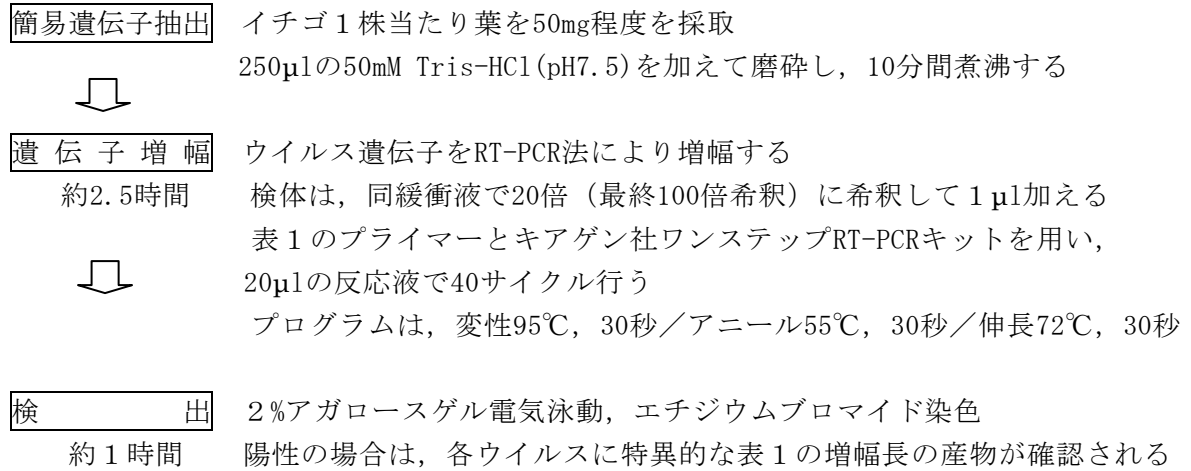 簡易遺伝子抽出 イチゴ１株当たり葉を50mg程度を採取
250μlの50mM Tris-HCl(pH7.5)を加えて磨砕し，10分間煮沸する
遺伝子増幅 ウイルス遺伝子をRT-PCR法により増幅する
約2.5時間 検体は，同緩衝液で20倍（最終100倍希釈）に希釈して１μl加える
表１のプライマーとキアゲン社ワンステップRT-PCRキットを用い，
20μlの反応液で40サイクル行う
プログラムは，変性95℃，30秒／アニール55℃，30秒／伸長72℃，30秒
検出 ２%アガロースゲル電気泳動，エチジウムブロマイド染色
約１時間 陽性の場合は，各ウイルスに特異的な表１の増幅長の産物が確認される